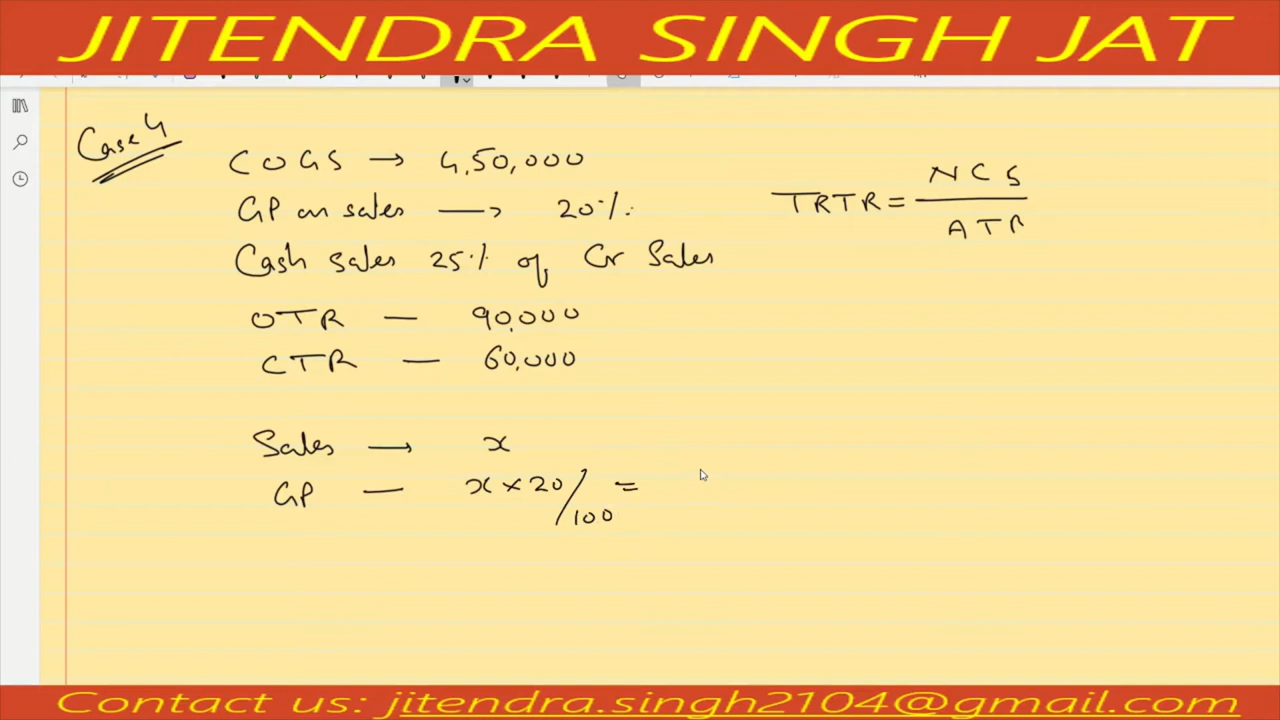 JITENDRA SINGH JAT
Case 4
COGS → 4,50,000
GP on sales → 20%.
Cash sales 25% of Cr Sales
OTR — 90,000
CTR — 60,000
TRTR = NCS / ATR
Sales → x
GP — x × 20/100 =
Contact us: jitendra.singh2104@gmail.com